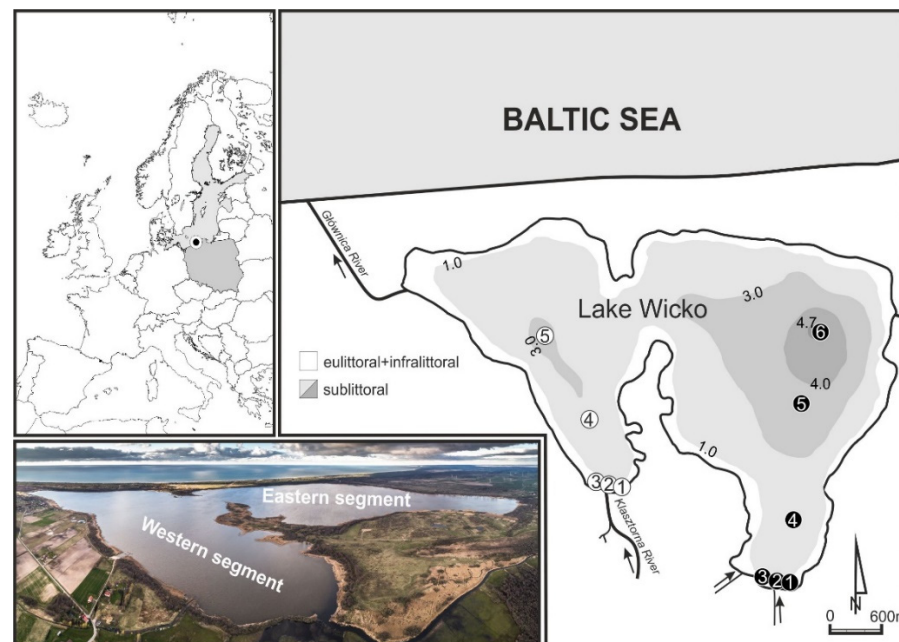 BALTIC SEA
Głównica River
1.0
Lake Wicko
3.0
4.7
6
5
3.0
4.0
5
eulittoral+infralittoral
sublittoral
4
1.0
3 2 1
Klasztorna River
4
3 2 1
N
0 600m
Eastern segment
Western segment